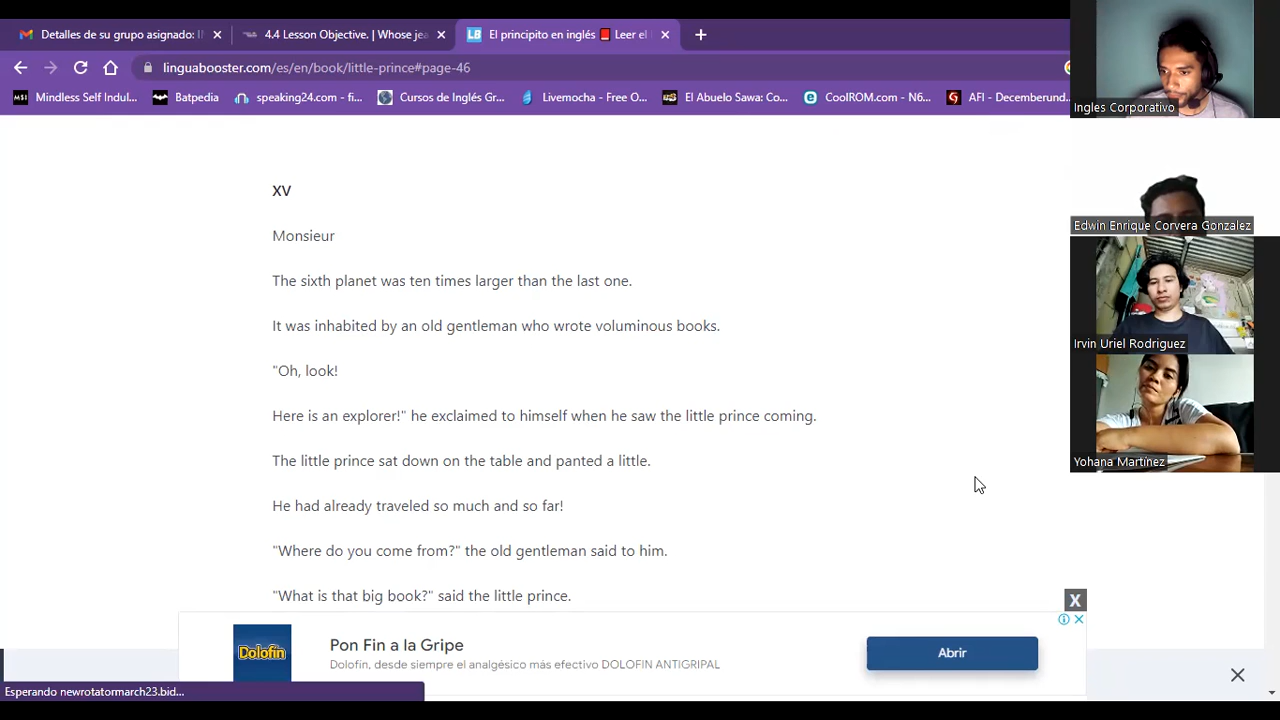 Detalles de su grupo asignado: I
4.4 Lesson Objective. | Whose jea
LB El principito en inglés 📕 Leer el l
linguabooster.com/es/en/book/little-prince#page-46
Mindless Self Indul...
Batpedia
speaking24.com - fi...
Cursos de Inglés Gr...
Livemocha - Free O...
El Abuelo Sawa: Co...
CoolROM.com - N6...
AFI - Decemberund...
XV
Monsieur
The sixth planet was ten times larger than the last one.
It was inhabited by an old gentleman who wrote voluminous books.
"Oh, look!
Here is an explorer!" he exclaimed to himself when he saw the little prince coming.
The little prince sat down on the table and panted a little.
He had already traveled so much and so far!
"Where do you come from?" the old gentleman said to him.
"What is that big book?" said the little prince.
Dolofin
Pon Fin a la Gripe
Dolofin, desde siempre el analgésico más efectivo DOLOFIN ANTIGRIPAL
Abrir
X
Esperando newrotatormarch23.bid...
Ingles Corporativo
Edwin Enrique Corvera Gonzalez
Irvin Uriel Rodriguez
Yohana Martínez